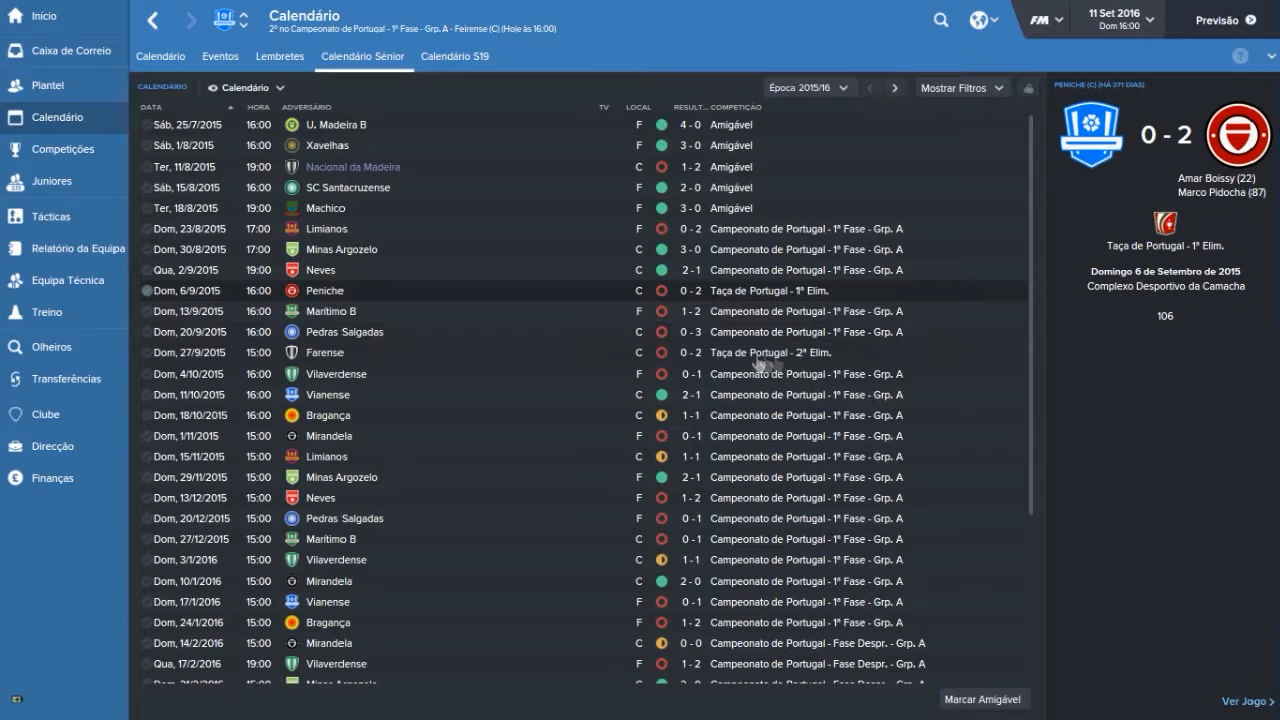 Início
Caixa de Correio
Plantel
Calendário
Competições
Juniores
Tácticas
Relatório da Equipa
Equipa Técnica
Treino
Olheiros
Transferências
Clube
Direcção
Finanças
Calendário
2º no Campeonato de Portugal - 1ª Fase - Grp. A - Feirense (C) (Hoje às 16:00)
FM
11 Set 2016
Dom 16:00
Previsão
Calendário Eventos Lembretes Calendário Sénior Calendário S19
CALENDÁRIO Calendário Época 2015/16 Mostrar Filtros
DATA HORA ADVERSÁRIO TV LOCAL RESULT... COMPETIÇÃO
Sáb, 25/7/2015 16:00 U. Madeira B F 4 - 0 Amigável
Sáb, 1/8/2015 16:00 Xavelhas F 3 - 0 Amigável
Ter, 11/8/2015 19:00 Nacional da Madeira C 1 - 2 Amigável
Sáb, 15/8/2015 16:00 SC Santacruzense F 2 - 0 Amigável
Ter, 18/8/2015 19:00 Machico F 3 - 0 Amigável
Dom, 23/8/2015 17:00 Limianos F 0 - 2 Campeonato de Portugal - 1ª Fase - Grp. A
Dom, 30/8/2015 17:00 Minas Argozelo C 3 - 0 Campeonato de Portugal - 1ª Fase - Grp. A
Qua, 2/9/2015 19:00 Neves C 2 - 1 Campeonato de Portugal - 1ª Fase - Grp. A
Dom, 6/9/2015 16:00 Peniche C 0 - 2 Taça de Portugal - 1ª Elim.
Dom, 13/9/2015 16:00 Marítimo B F 1 - 2 Campeonato de Portugal - 1ª Fase - Grp. A
Dom, 20/9/2015 16:00 Pedras Salgadas C 0 - 3 Campeonato de Portugal - 1ª Fase - Grp. A
Dom, 27/9/2015 15:00 Farense C 0 - 2 Taça de Portugal - 2ª Elim.
Dom, 4/10/2015 16:00 Vilaverdense F 0 - 1 Campeonato de Portugal - 1ª Fase - Grp. A
Dom, 11/10/2015 16:00 Vianense C 2 - 1 Campeonato de Portugal - 1ª Fase - Grp. A
Dom, 18/10/2015 16:00 Bragança C 1 - 1 Campeonato de Portugal - 1ª Fase - Grp. A
Dom, 1/11/2015 15:00 Mirandela F 0 - 1 Campeonato de Portugal - 1ª Fase - Grp. A
Dom, 15/11/2015 15:00 Limianos C 1 - 1 Campeonato de Portugal - 1ª Fase - Grp. A
Dom, 29/11/2015 15:00 Minas Argozelo F 2 - 1 Campeonato de Portugal - 1ª Fase - Grp. A
Dom, 13/12/2015 15:00 Neves F 1 - 2 Campeonato de Portugal - 1ª Fase - Grp. A
Dom, 20/12/2015 15:00 Pedras Salgadas F 0 - 1 Campeonato de Portugal - 1ª Fase - Grp. A
Dom, 27/12/2015 15:00 Marítimo B C 0 - 1 Campeonato de Portugal - 1ª Fase - Grp. A
Dom, 3/1/2016 15:00 Vilaverdense C 1 - 1 Campeonato de Portugal - 1ª Fase - Grp. A
Dom, 10/1/2016 15:00 Mirandela C 2 - 0 Campeonato de Portugal - 1ª Fase - Grp. A
Dom, 17/1/2016 15:00 Vianense F 0 - 1 Campeonato de Portugal - 1ª Fase - Grp. A
Dom, 24/1/2016 15:00 Bragança F 1 - 2 Campeonato de Portugal - 1ª Fase - Grp. A
Dom, 14/2/2016 15:00 Mirandela C 0 - 0 Campeonato de Portugal - Fase Despr. - Grp. A
Qua, 17/2/2016 19:00 Vilaverdense F 1 - 2 Campeonato de Portugal - Fase Despr. - Grp. A
Marcar Amigável
PENICHE (C) (HÁ 371 DIAS)
0 - 2
Amar Boissy (22)
Marco Pidocha (87)
Taça de Portugal - 1ª Elim.
Domingo 6 de Setembro de 2015
Complexo Desportivo da Camacha
106
Ver Jogo